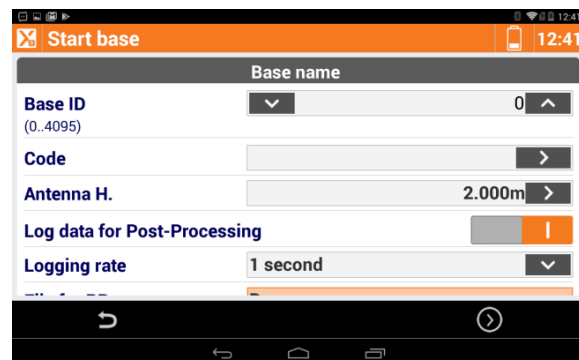 12:41
Start base
12:41
Base name
Base ID
0
(0..4095)
Code
Antenna H.
2.000m
Log data for Post-Processing
Logging rate
1 second